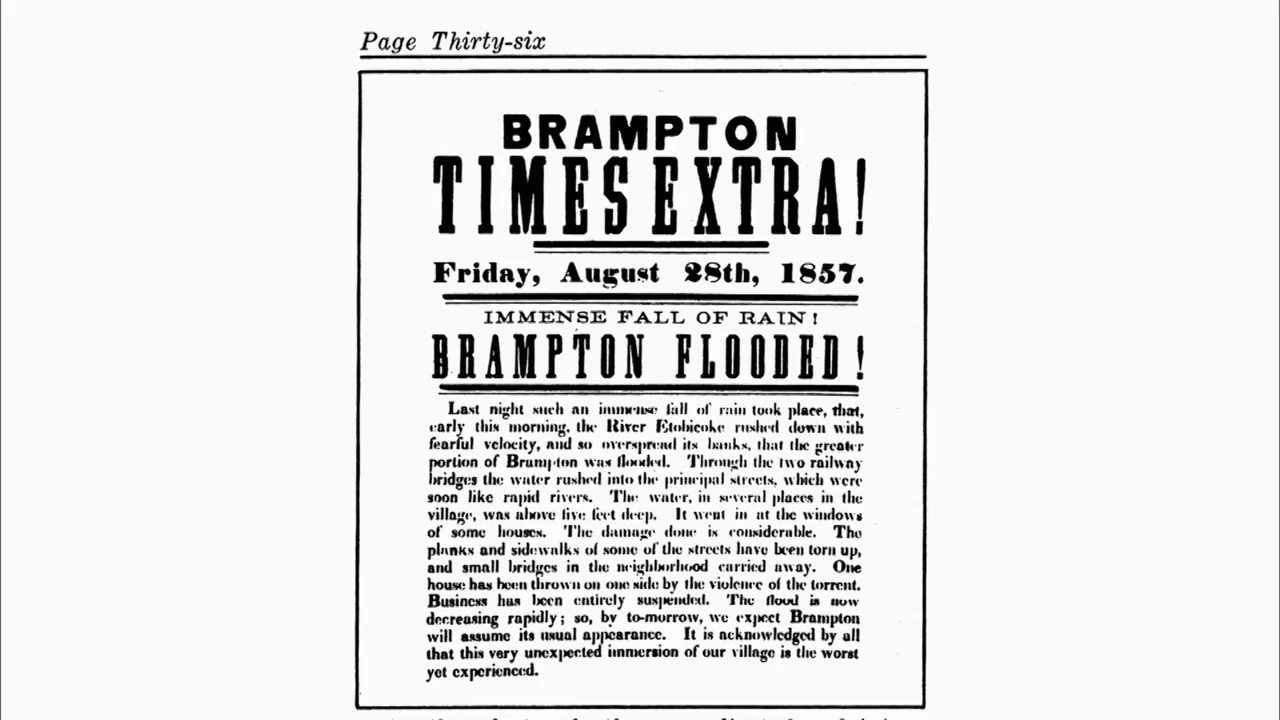 Page Thirty-six
BRAMPTON
TIMES EXTRA!
Friday, August 28th, 1857.
IMMENSE FALL OF RAIN!
BRAMPTON FLOODED!
Last night such an immense fall of rain took place, that,
early this morning, the River Etobicoke rushed down with
fearful velocity, and so overspread its banks, that the greater
portion of Brampton was flooded. Through the two railway
bridges the water rushed into the principal streets, which were
soon like rapid rivers. The water, in several places in the
village, was above five feet deep. It went in at the windows
of some houses. The damage done is considerable. The
planks and sidewalks of some of the streets have been torn up,
and small bridges in the neighborhood carried away. One
house has been thrown on one side by the violence of the torrent.
Business has been entirely suspended. The flood is now
decreasing rapidly; so, by to-morrow, we expect Brampton
will assume its usual appearance. It is acknowledged by all
that this very unexpected immersion of our village is the worst
yet experienced.